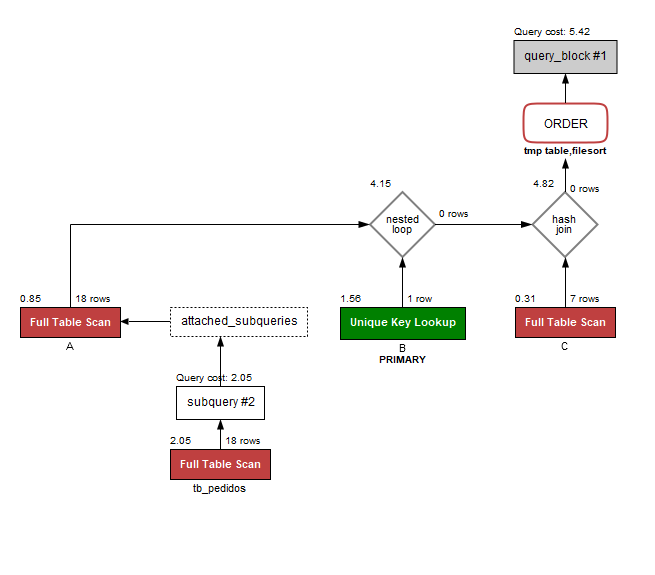 Query cost: 5.42
query_block #1
ORDER
tmp table,filesort
4.82
0 rows
4.15
nested
loop
0 rows
hash
join
0.85
18 rows
Full Table Scan
A
attached_subqueries
1.56
1 row
Unique Key Lookup
B
PRIMARY
0.31
7 rows
Full Table Scan
C
Query cost: 2.05
subquery #2
2.05
18 rows
Full Table Scan
tb_pedidos